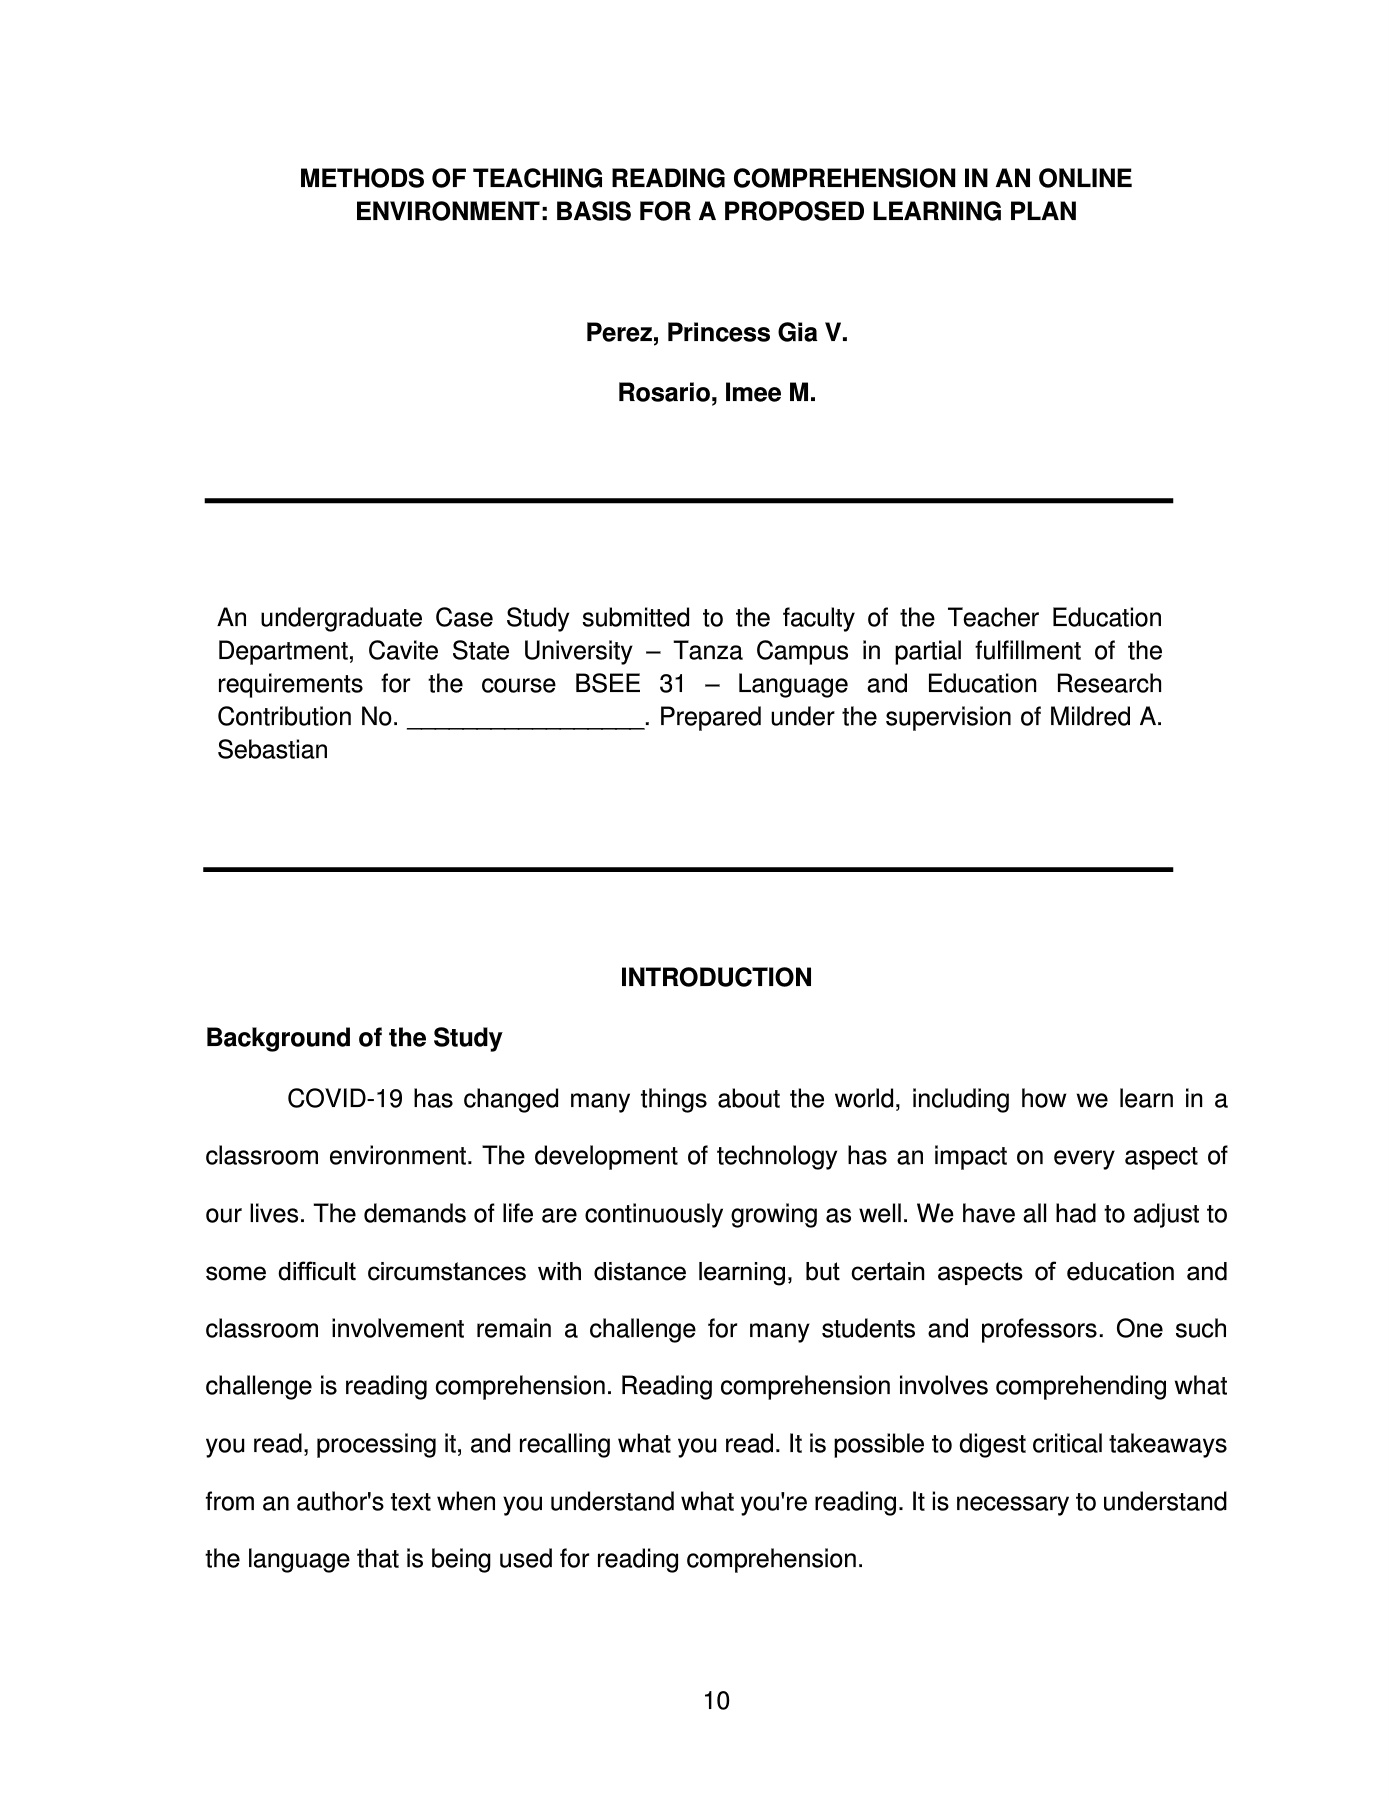 METHODS OF TEACHING READING COMPREHENSION IN AN ONLINE
ENVIRONMENT: BASIS FOR A PROPOSED LEARNING PLAN
Perez, Princess Gia V.
Rosario, Imee M.
An undergraduate Case Study submitted to the faculty of the Teacher Education
Department, Cavite State University – Tanza Campus in partial fulfillment of the
requirements for the course BSEE 31 – Language and Education Research
Contribution No. _________________. Prepared under the supervision of Mildred A.
Sebastian
INTRODUCTION
Background of the Study
COVID-19 has changed many things about the world, including how we learn in a
classroom environment. The development of technology has an impact on every aspect of
our lives. The demands of life are continuously growing as well. We have all had to adjust to
some difficult circumstances with distance learning, but certain aspects of education and
classroom involvement remain a challenge for many students and professors. One such
challenge is reading comprehension. Reading comprehension involves comprehending what
you read, processing it, and recalling what you read. It is possible to digest critical takeaways
from an author's text when you understand what you're reading. It is necessary to understand
the language that is being used for reading comprehension.
10